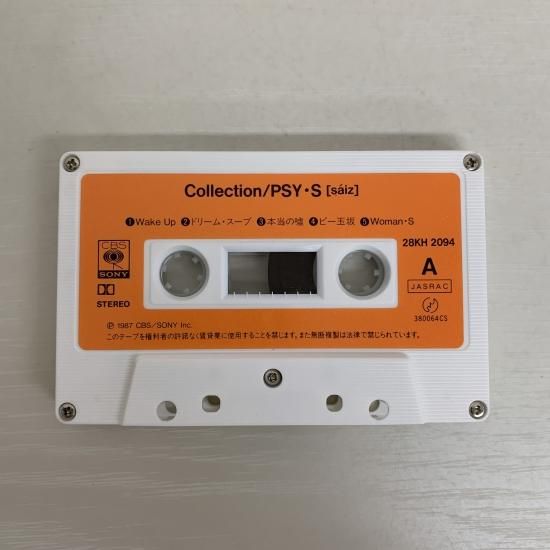 Collection/PSY・S [sáiz]
❶Wake Up ❷ドリーム・スープ ❸本当の嘘 ❹ビー玉坂 ❺Woman・S
28KH 2094
CBS
SONY
A
JASRAC
STEREO
380064CS
℗ 1987 CBS/SONY Inc.
このテープを権利者の許諾なく賃貸業に使用することを禁じます。また無断複製は法律で禁じられています。